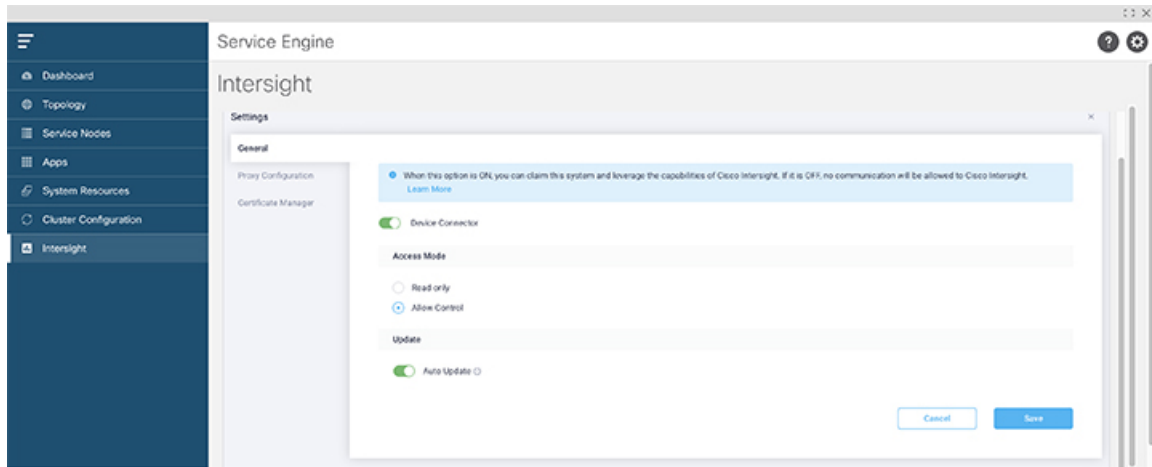 Service Engine
Dashboard
Topology
Service Nodes
Apps
System Resources
Cluster Configuration
Intersight
Intersight
Settings
General
Proxy Configuration
Certificate Manager
When this option is ON, you can claim this system and leverage the capabilities of Cisco Intersight. If it is OFF, no communication will be allowed to Cisco Intersight.
Learn More
Device Connector
Access Mode
Read only
Allow Control
Update
Auto Update
Cancel
Save